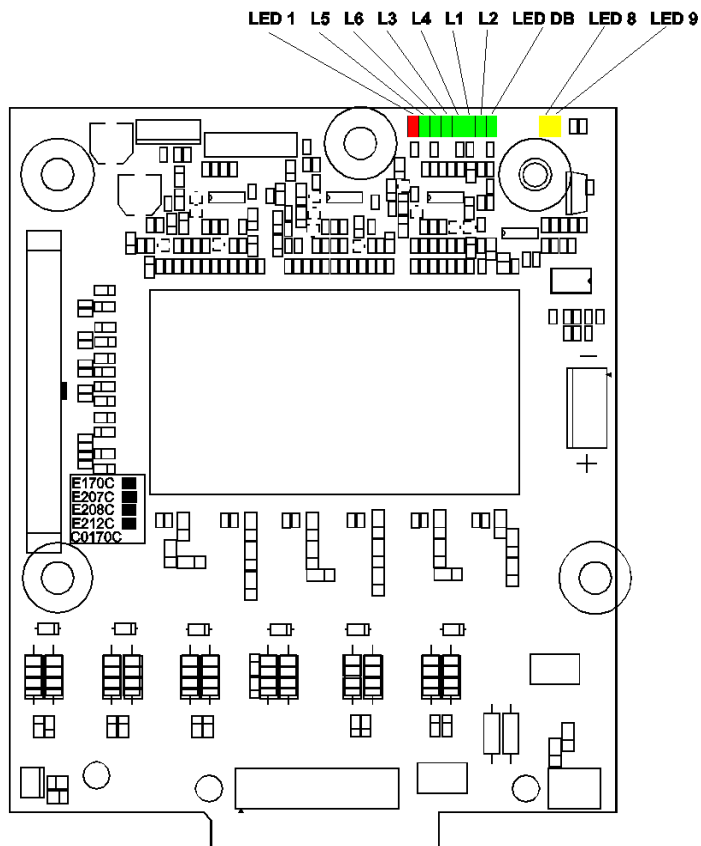 LED 1 L5 L6 L3 L4 L1 L2 LED DB LED 8 LED 9
−
+
E170C
E207C
E208C
E212C
C0170C